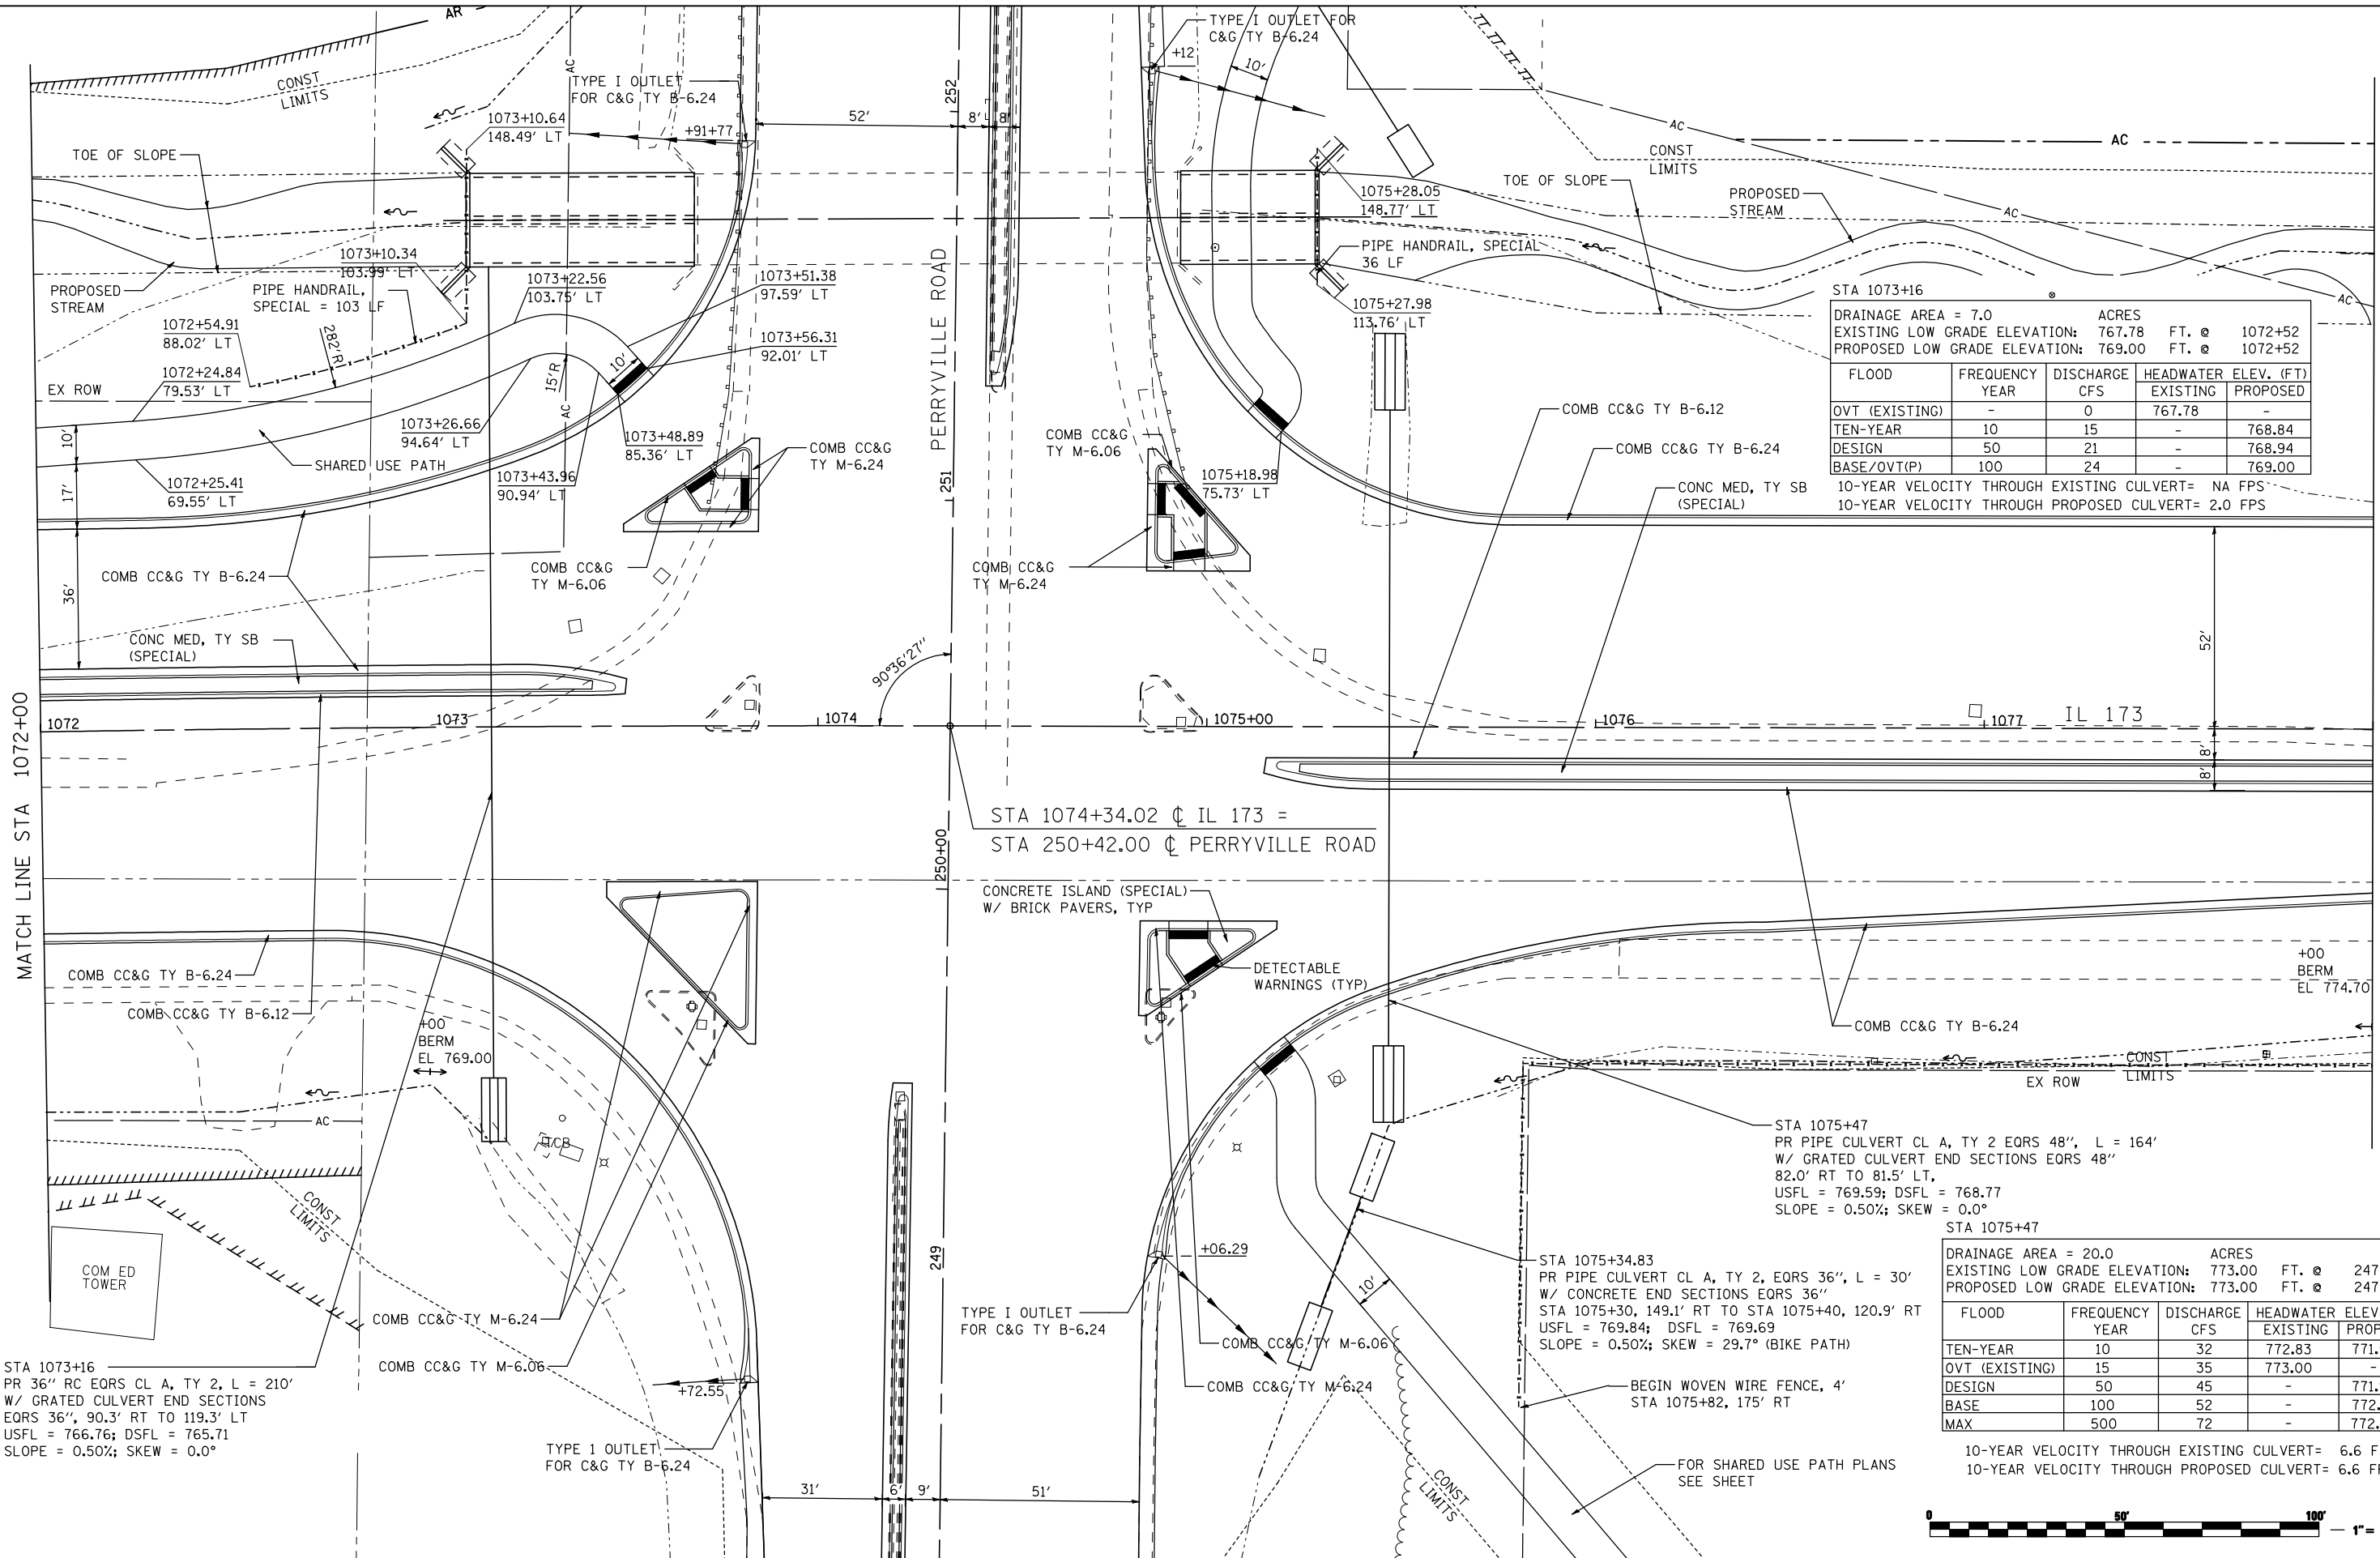 AR
CONST
LIMITS
TYPE I OUTLET
FOR C&G TY B-6.24
AC
1073+10.64
148.49' LT
+91+77
TOE OF SLOPE
52'
252
8'
8'
TYPE I OUTLET FOR
C&G TY B-6.24
+12
10'
AC
AC
CONST
LIMITS
TOE OF SLOPE
1075+28.05
148.77' LT
PROPOSED
STREAM
AC
PIPE HANDRAIL, SPECIAL
36 LF
1075+27.98
113.76' LT
AC
1073+10.34
103.99' LT
PROPOSED
STREAM
PIPE HANDRAIL,
SPECIAL = 103 LF
1073+22.56
103.75' LT
1073+51.38
97.59' LT
1072+54.91
88.02' LT
282'R
1073+56.31
92.01' LT
10'
1072+24.84
79.53' LT
EX ROW
15'R
AC
10'
1073+26.66
94.64' LT
1073+48.89
85.36' LT
SHARED USE PATH
17'
1072+25.41
69.55' LT
1073+43.96
90.94' LT
COMB CC&G
TY M-6.24
PERRYVILLE ROAD
251
COMB CC&G
TY M-6.06
1075+18.98
75.73' LT
COMB CC&G TY B-6.12
COMB CC&G TY B-6.24
CONC MED, TY SB
(SPECIAL)
STA 1073+16
DRAINAGE AREA = 7.0 ACRES
EXISTING LOW GRADE ELEVATION: 767.78 FT. @ 1072+52
PROPOSED LOW GRADE ELEVATION: 769.00 FT. @ 1072+52
FLOOD FREQUENCY DISCHARGE HEADWATER ELEV. (FT)
YEAR CFS EXISTING PROPOSED
OVT (EXISTING) - 0 767.78 -
TEN-YEAR 10 15 - 768.84
DESIGN 50 21 - 768.94
BASE/OVT(P) 100 24 - 769.00
10-YEAR VELOCITY THROUGH EXISTING CULVERT= NA FPS
10-YEAR VELOCITY THROUGH PROPOSED CULVERT= 2.0 FPS
COMB CC&G TY B-6.24
COMB CC&G
TY M-6.06
COMB CC&G
TY M-6.24
36'
CONC MED, TY SB
(SPECIAL)
90°36'27"
52'
MATCH LINE STA 1072+00
1072
1073
1074
1075+00
1076
1077
IL 173
8'
8'
STA 1074+34.02 ℄ IL 173 =
STA 250+42.00 ℄ PERRYVILLE ROAD
250+00
CONCRETE ISLAND (SPECIAL)
W/ BRICK PAVERS, TYP
DETECTABLE
WARNINGS (TYP)
COMB CC&G TY B-6.24
COMB CC&G TY B-6.12
+00
BERM
EL 769.00
+00
BERM
EL 774.70
COMB CC&G TY B-6.24
CONST
LIMITS
EX ROW
AC
TCB
CONST
LIMITS
COM ED
TOWER
STA 1075+47
PR PIPE CULVERT CL A, TY 2 EQRS 48", L = 164'
W/ GRATED CULVERT END SECTIONS EQRS 48"
82.0' RT TO 81.5' LT,
USFL = 769.59; DSFL = 768.77
SLOPE = 0.50%; SKEW = 0.0°
249
+06.29
STA 1075+34.83
PR PIPE CULVERT CL A, TY 2, EQRS 36", L = 30'
W/ CONCRETE END SECTIONS EQRS 36"
STA 1075+30, 149.1' RT TO STA 1075+40, 120.9' RT
USFL = 769.84; DSFL = 769.69
SLOPE = 0.50%; SKEW = 29.7° (BIKE PATH)
10'
TYPE I OUTLET
FOR C&G TY B-6.24
COMB CC&G TY M-6.24
COMB CC&G TY M-6.06
COMB CC&G TY M-6.06
COMB CC&G TY M-6.24
+72.55
BEGIN WOVEN WIRE FENCE, 4'
STA 1075+82, 175' RT
STA 1073+16
PR 36" RC EQRS CL A, TY 2, L = 210'
W/ GRATED CULVERT END SECTIONS
EQRS 36", 90.3' RT TO 119.3' LT
USFL = 766.76; DSFL = 765.71
SLOPE = 0.50%; SKEW = 0.0°
TYPE 1 OUTLET
FOR C&G TY B-6.24
31'
6'
9'
51'
CONST
LIMITS
FOR SHARED USE PATH PLANS
SEE SHEET
STA 1075+47
DRAINAGE AREA = 20.0 ACRES
EXISTING LOW GRADE ELEVATION: 773.00 FT. @ 247
PROPOSED LOW GRADE ELEVATION: 773.00 FT. @ 247
FLOOD FREQUENCY DISCHARGE HEADWATER ELEV
YEAR CFS EXISTING PROP
TEN-YEAR 10 32 772.83 771.
OVT (EXISTING) 15 35 773.00 -
DESIGN 50 45 - 771.
BASE 100 52 - 772.
MAX 500 72 - 772.
10-YEAR VELOCITY THROUGH EXISTING CULVERT= 6.6 F
10-YEAR VELOCITY THROUGH PROPOSED CULVERT= 6.6 F
0 50' 100'
1"=